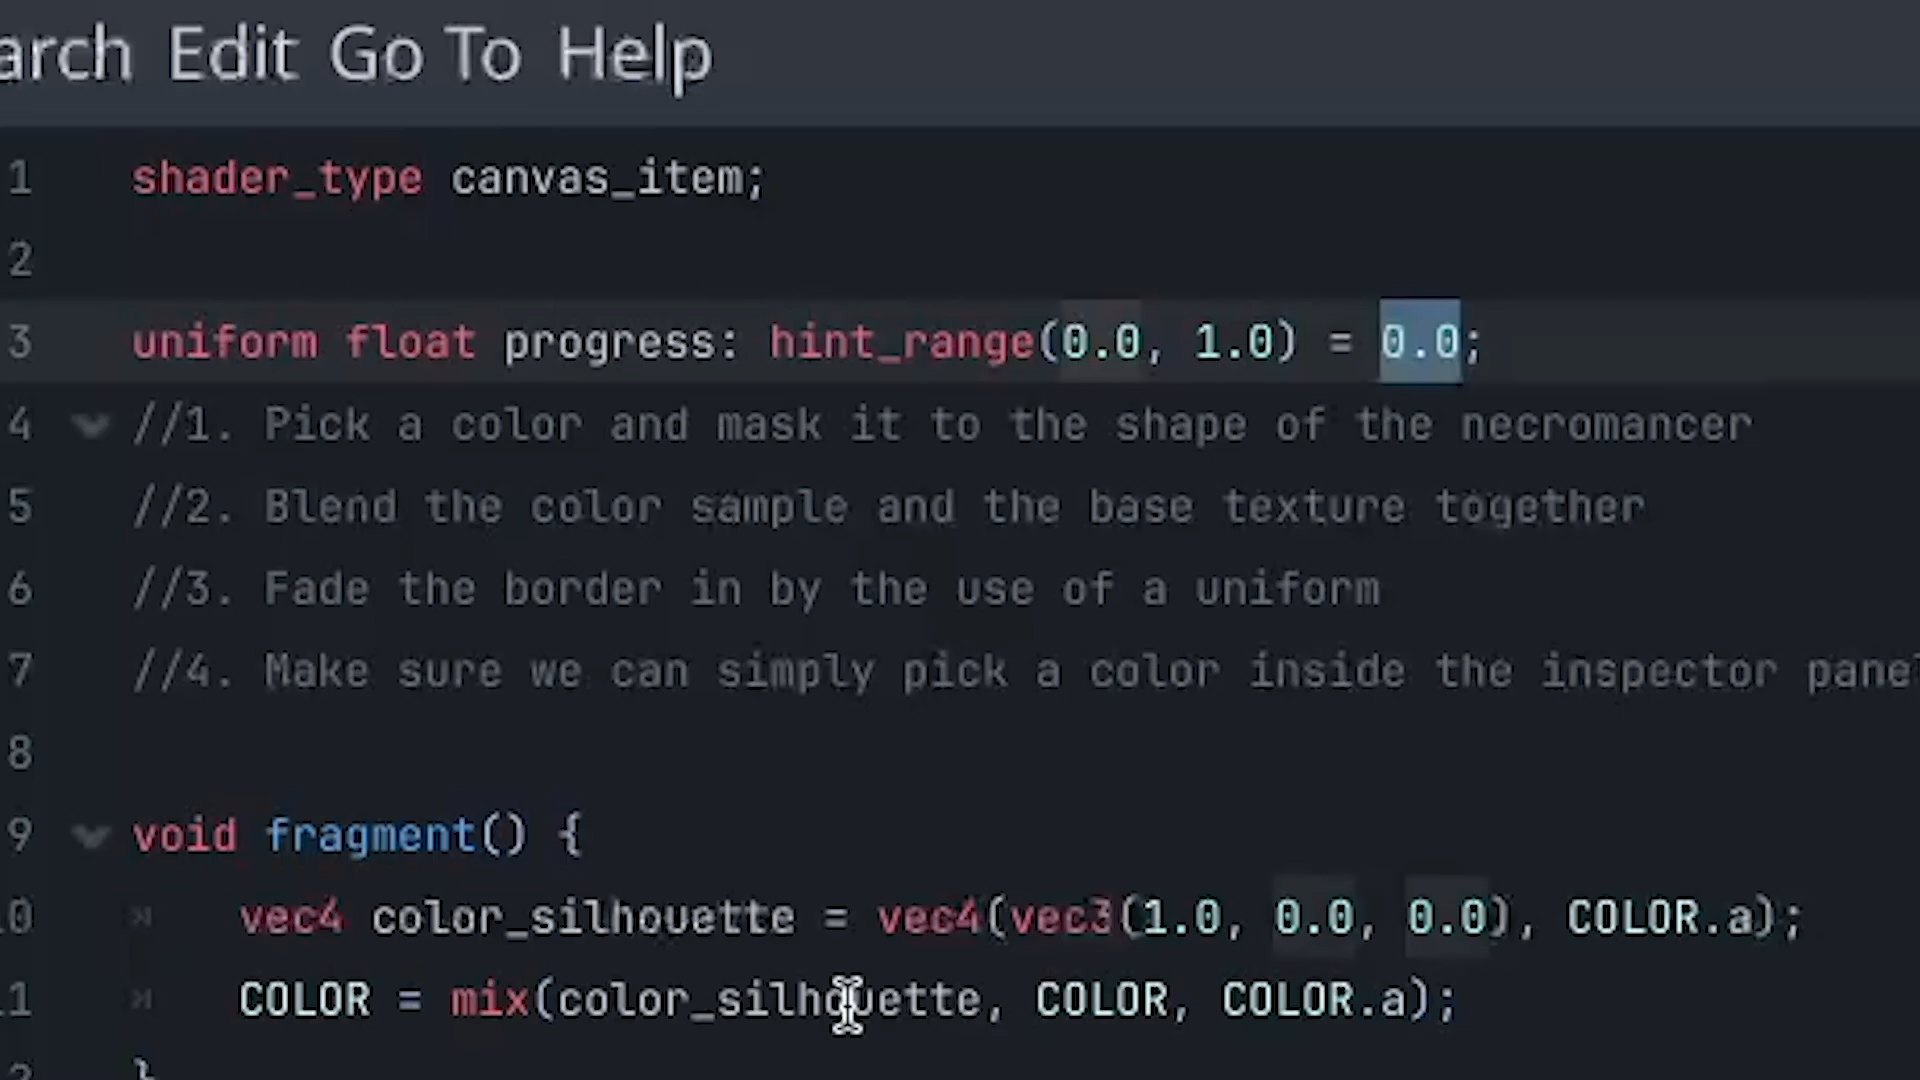 Edit Go To Help
1 shader_type canvas_item;
2
3 uniform float progress: hint_range(0.0, 1.0) = 0.0;
4 //1. Pick a color and mask it to the shape of the necromancer
5 //2. Blend the color sample and the base texture together
6 //3. Fade the border in by the use of a uniform
7 //4. Make sure we can simply pick a color inside the inspector
8
9 void fragment() {
vec4 color_silhouette = vec4(vec3(1.0, 0.0, 0.0), COLOR.a);
COLOR = mix(color_silhouette, COLOR, COLOR.a);
}